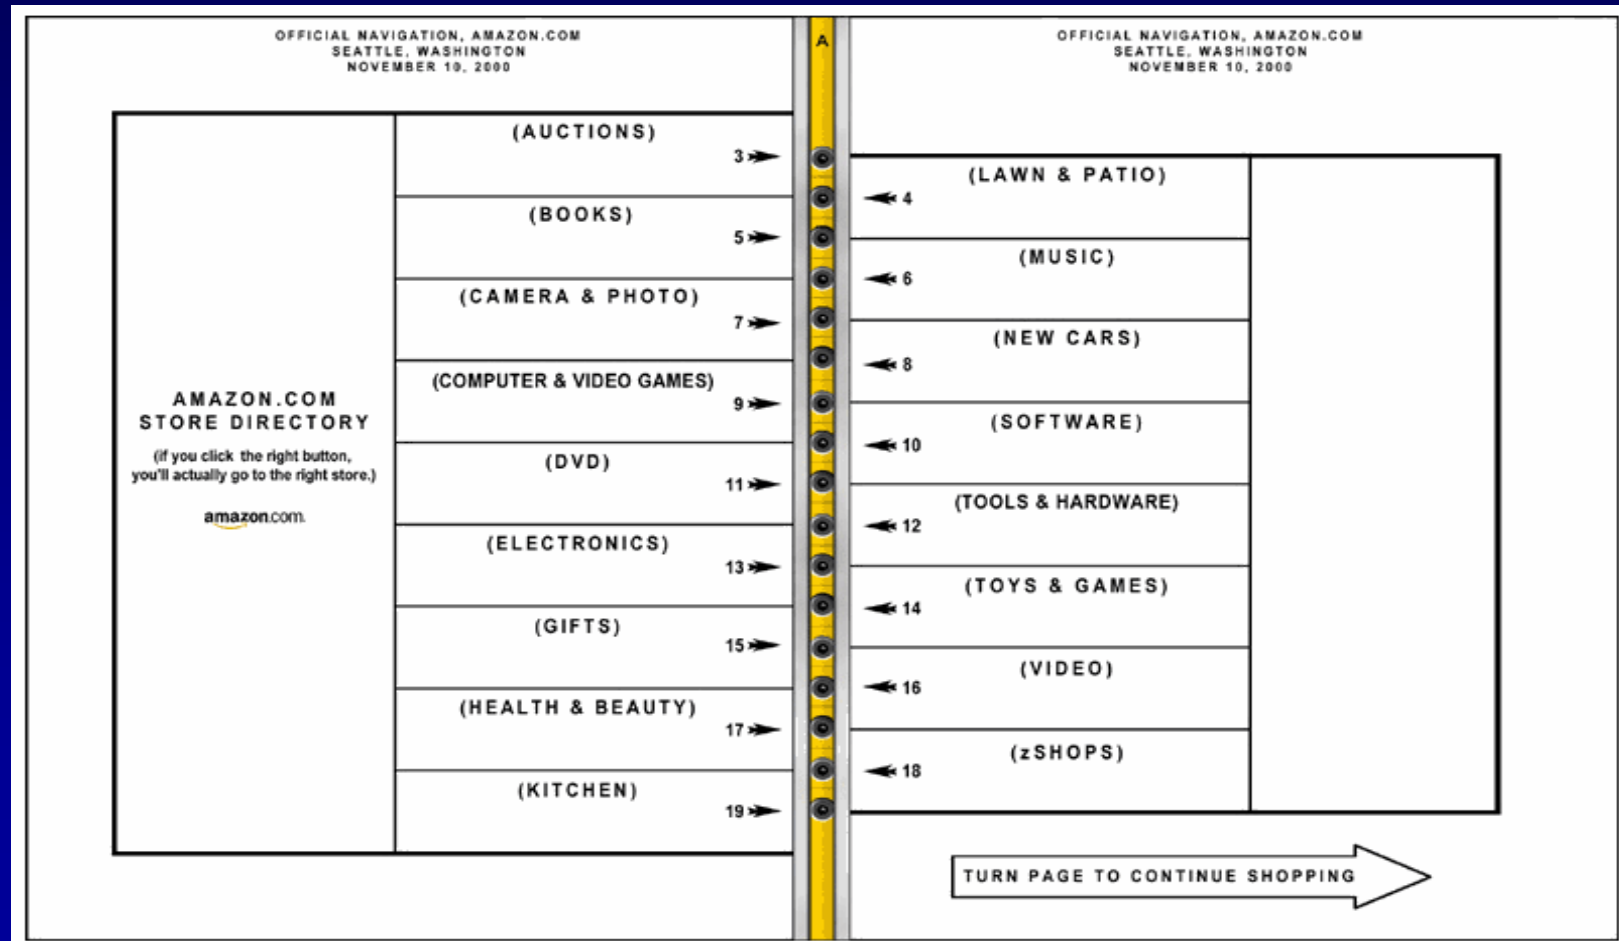 OFFICIAL NAVIGATION, AMAZON.COM
SEATTLE, WASHINGTON
NOVEMBER 10, 2000
AMAZON.COM
STORE DIRECTORY
(if you click the right button,
you'll actually go to the right store.)
amazon.com.
(AUCTIONS)
3
(BOOKS)
5
(CAMERA & PHOTO)
7
(COMPUTER & VIDEO GAMES)
9
(DVD)
11
(ELECTRONICS)
13
(GIFTS)
15
(HEALTH & BEAUTY)
17
(KITCHEN)
19
A
OFFICIAL NAVIGATION, AMAZON.COM
SEATTLE, WASHINGTON
NOVEMBER 10, 2000
(LAWN & PATIO)
4
(MUSIC)
6
(NEW CARS)
8
(SOFTWARE)
10
(TOOLS & HARDWARE)
12
(TOYS & GAMES)
14
(VIDEO)
16
(zSHOPS)
18
TURN PAGE TO CONTINUE SHOPPING